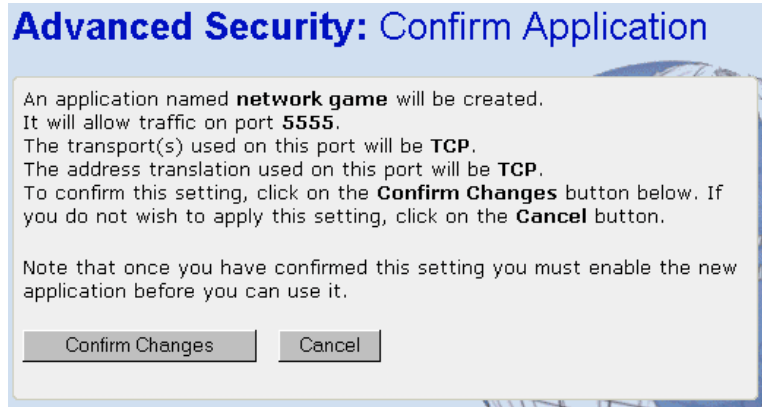 Advanced Security: Confirm Application
An application named network game will be created.
It will allow traffic on port 5555.
The transport(s) used on this port will be TCP.
The address translation used on this port will be TCP.
To confirm this setting, click on the Confirm Changes button below. If
you do not wish to apply this setting, click on the Cancel button.
Note that once you have confirmed this setting you must enable the new
application before you can use it.
Confirm Changes Cancel